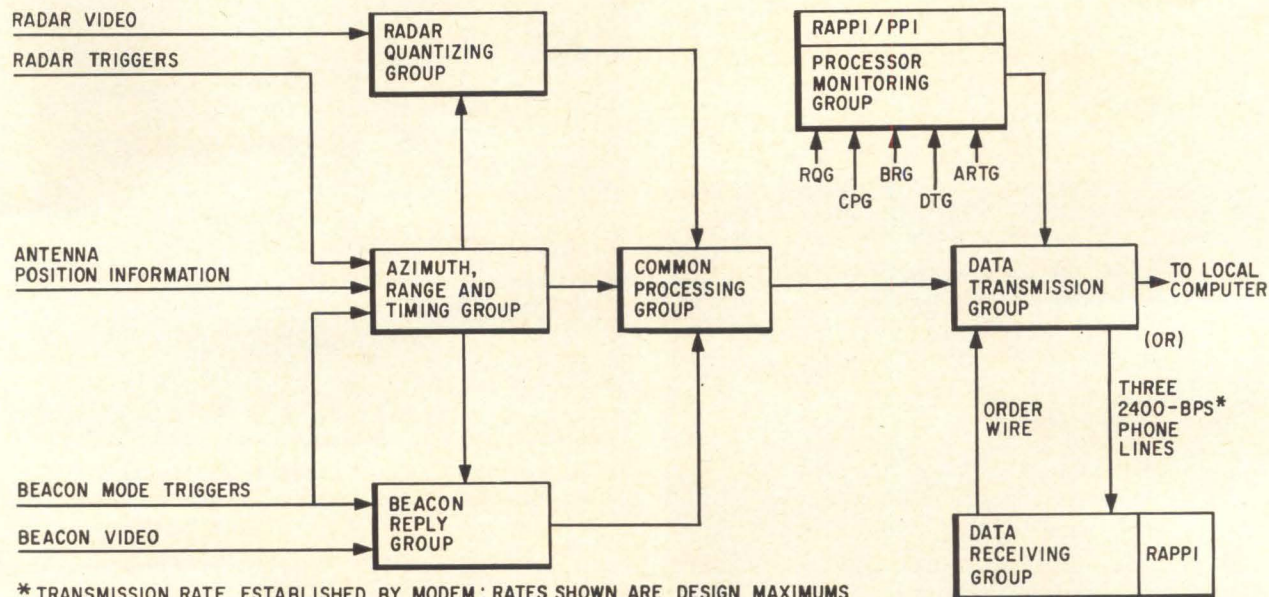 RADAR VIDEO
RADAR TRIGGERS
RADAR
QUANTIZING
GROUP
RAPPI / PPI
PROCESSOR
MONITORING
GROUP
RQG
CPG
BRG
DTG
ARTG
ANTENNA
POSITION INFORMATION
AZIMUTH,
RANGE AND
TIMING GROUP
COMMON
PROCESSING
GROUP
DATA
TRANSMISSION
GROUP
TO LOCAL
COMPUTER
(OR)
ORDER
WIRE
THREE
2400-BPS*
PHONE
LINES
BEACON MODE TRIGGERS
BEACON VIDEO
BEACON
REPLY
GROUP
DATA
RECEIVING
GROUP
RAPPI
* TRANSMISSION RATE ESTABLISHED BY MODEM; RATES SHOWN ARE DESIGN MAXIMUMS